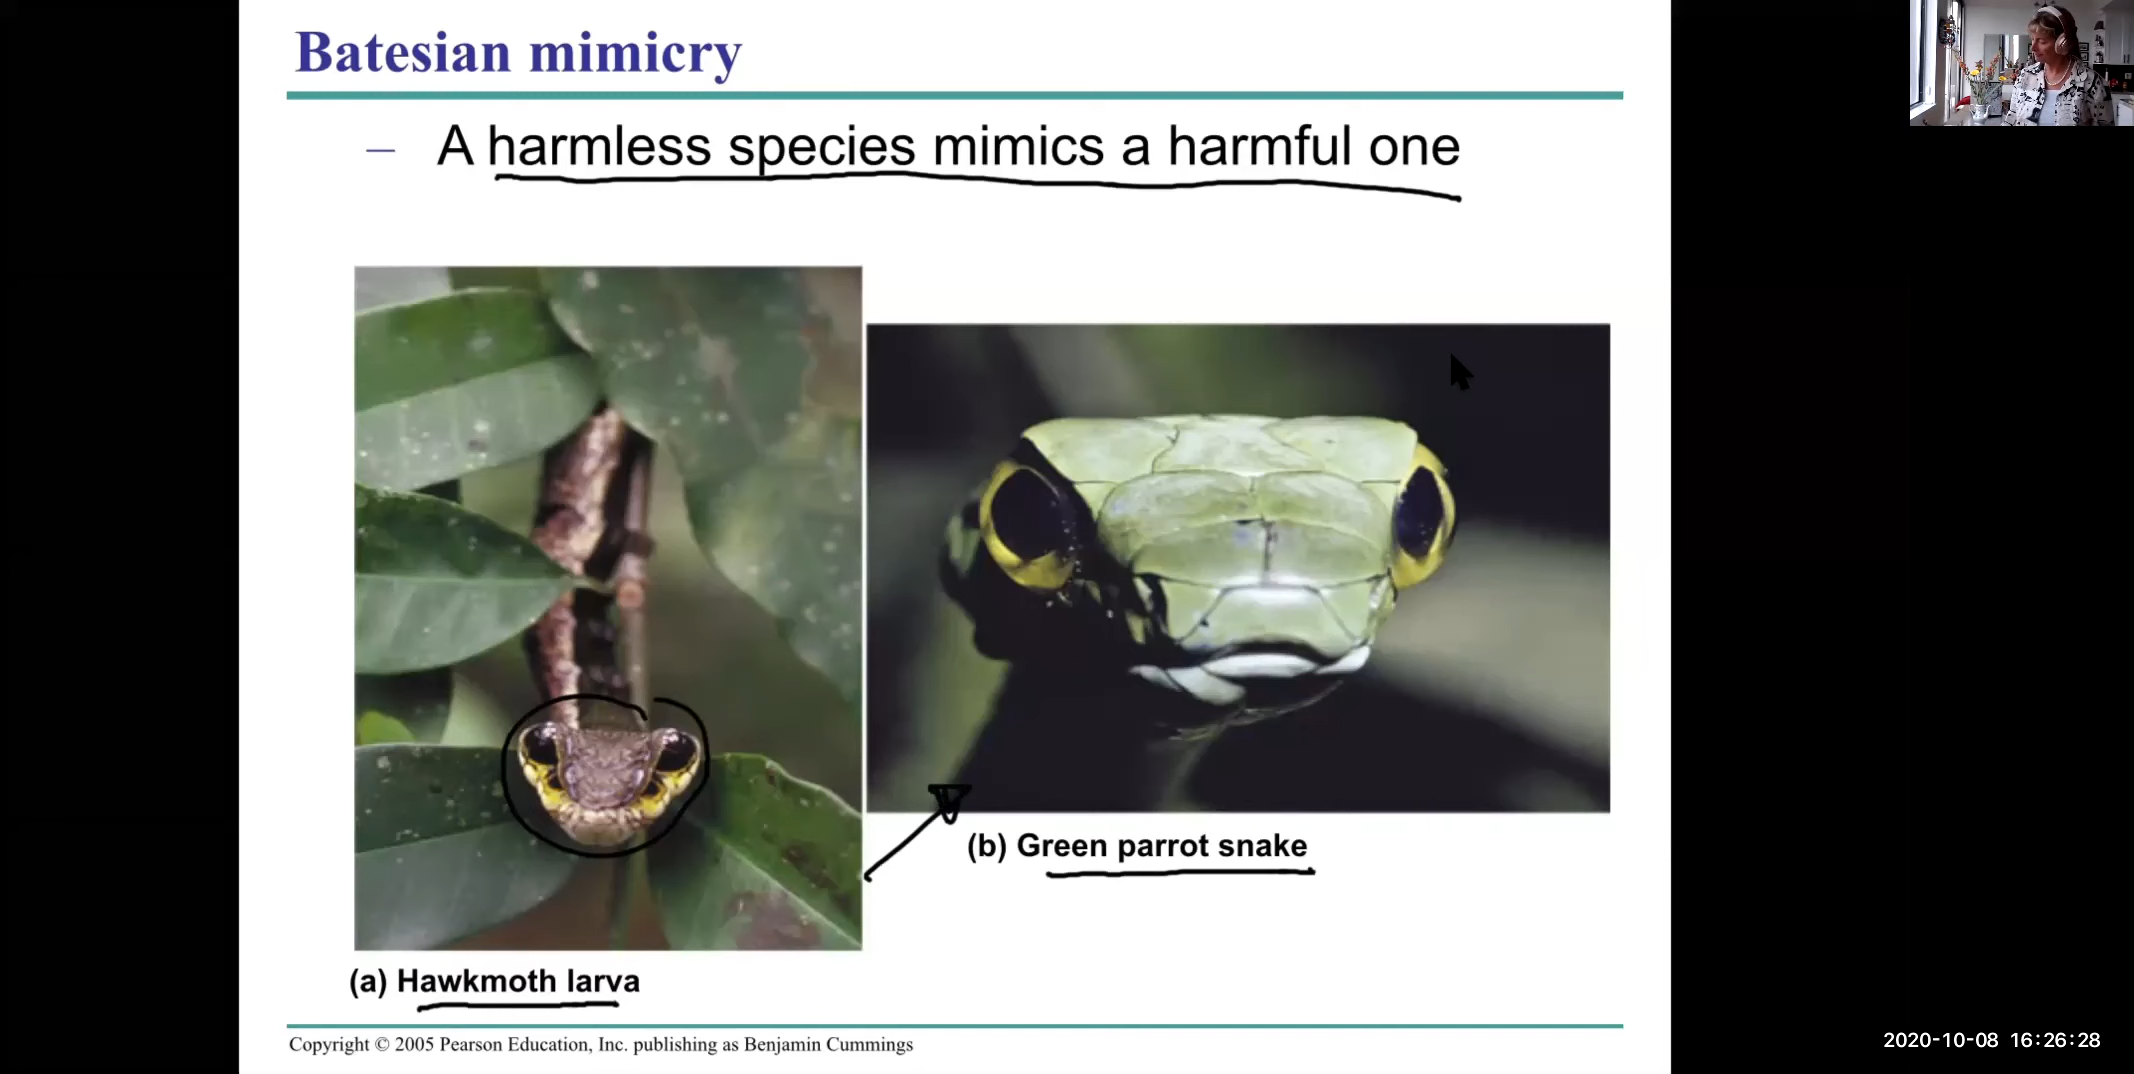 Batesian mimicry
– A harmless species mimics a harmful one
(b) Green parrot snake
(a) Hawkmoth larva
Copyright © 2005 Pearson Education, Inc. publishing as Benjamin Cummings
2020-10-08 16:26:28